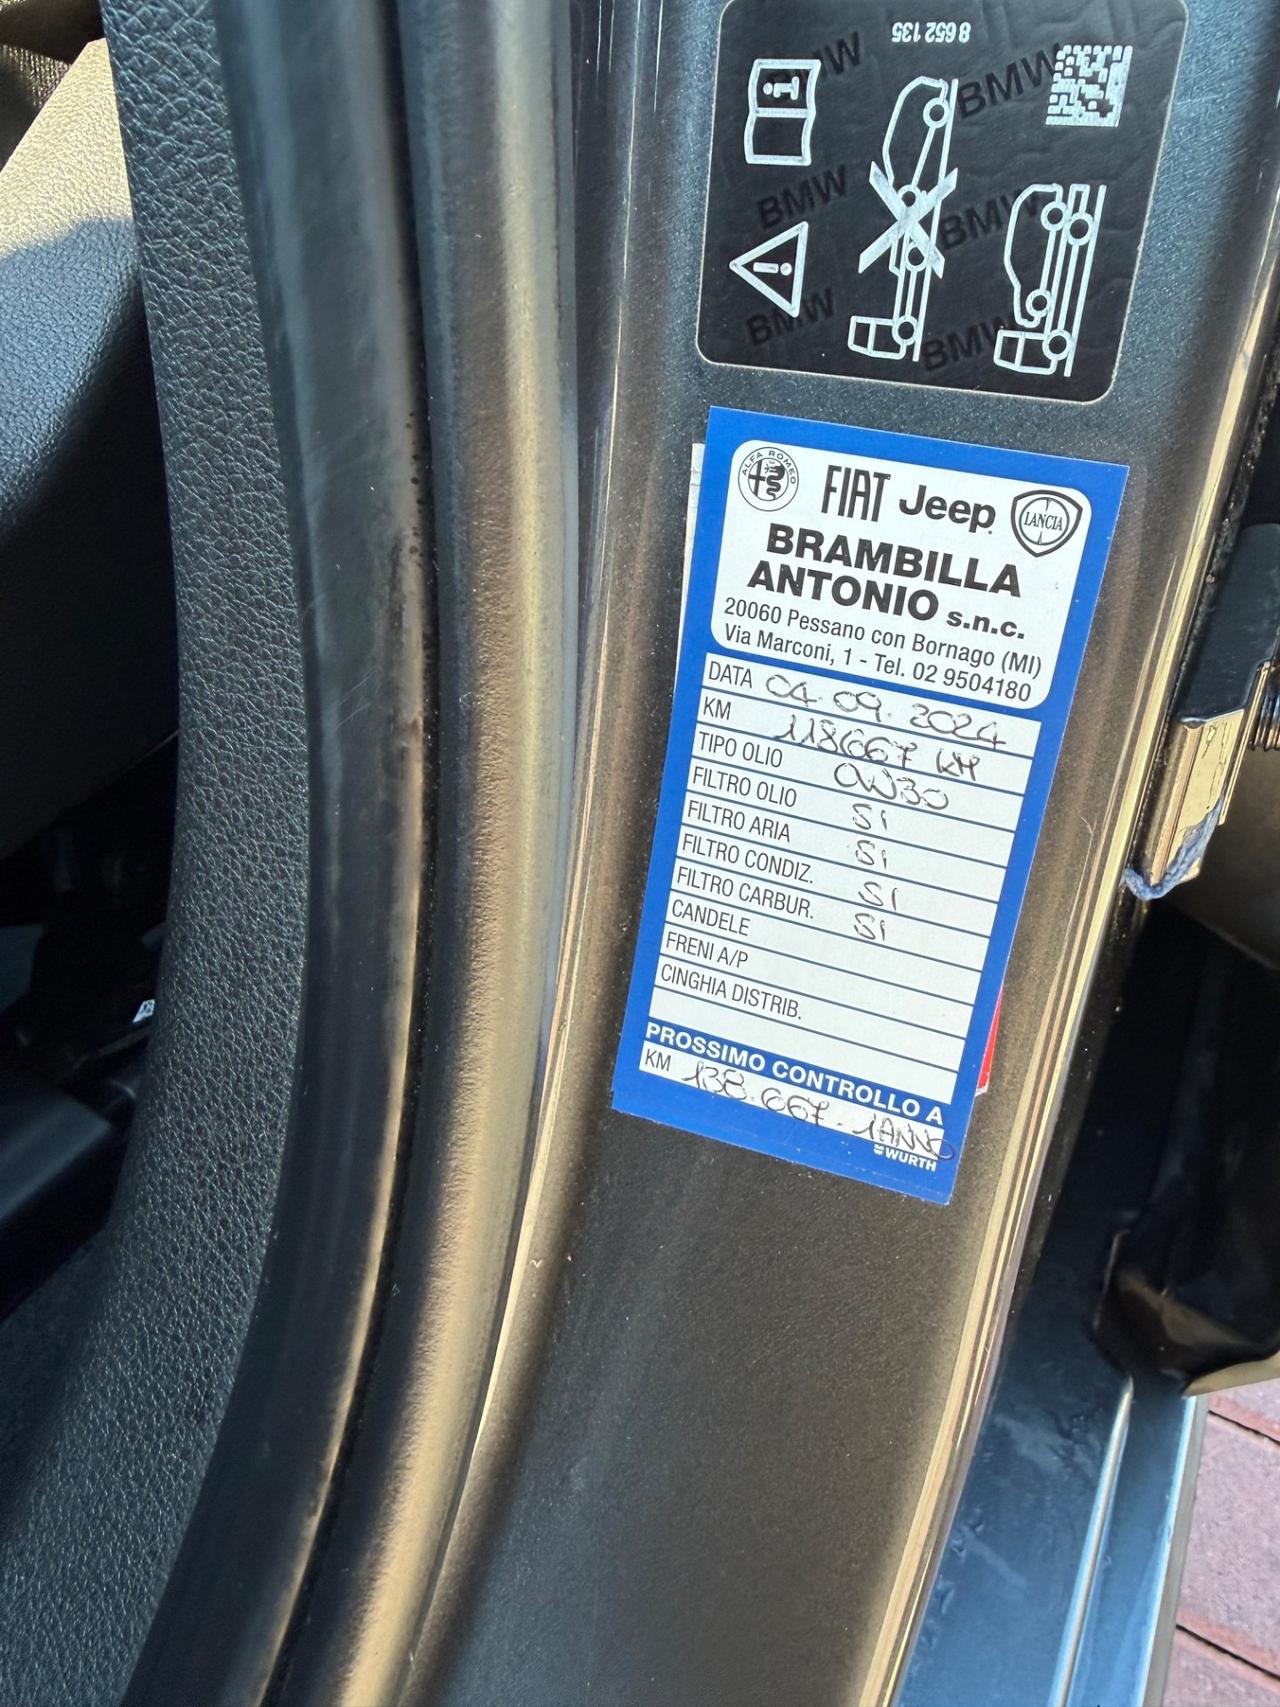 8 652 135
BMW
BMW
BMW
BMW
BMW
BMW
ALFA ROMEO
FIAT Jeep LANCIA
BRAMBILLA
ANTONIO s.n.c.
20060 Pessano con Bornago (MI)
Via Marconi, 1 - Tel. 02 9504180
DATA 04.09.2024
KM 118667 KM
TIPO OLIO 0W30
FILTRO OLIO SI
FILTRO ARIA SI
FILTRO CONDIZ. SI
FILTRO CARBUR. SI
CANDELE
FRENI A/P
CINGHIA DISTRIB.
PROSSIMO CONTROLLO A
KM 138.667 - 1ANNO
WÜRTH